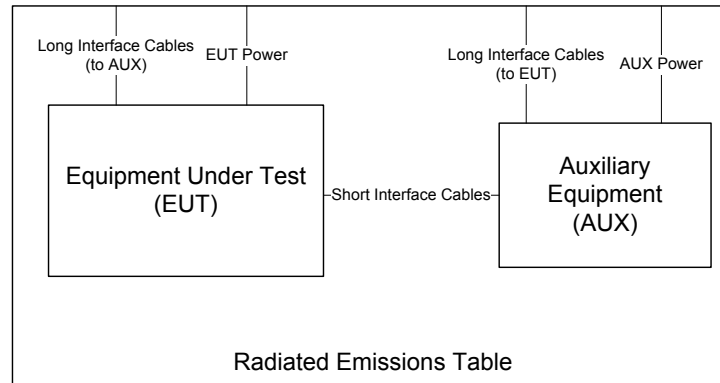 Long Interface Cables
(to AUX)
EUT Power
Long Interface Cables
(to EUT)
AUX Power
Equipment Under Test
(EUT)
Short Interface Cables
Auxiliary
Equipment
(AUX)
Radiated Emissions Table